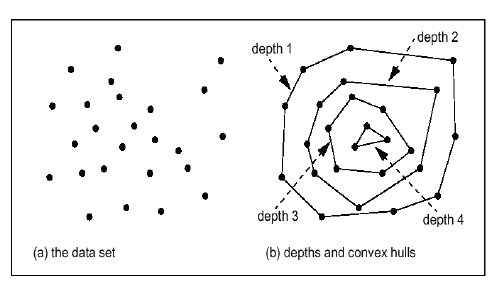 depth 1
depth 2
depth 3
depth 4
(a) the data set
(b) depths and convex hulls